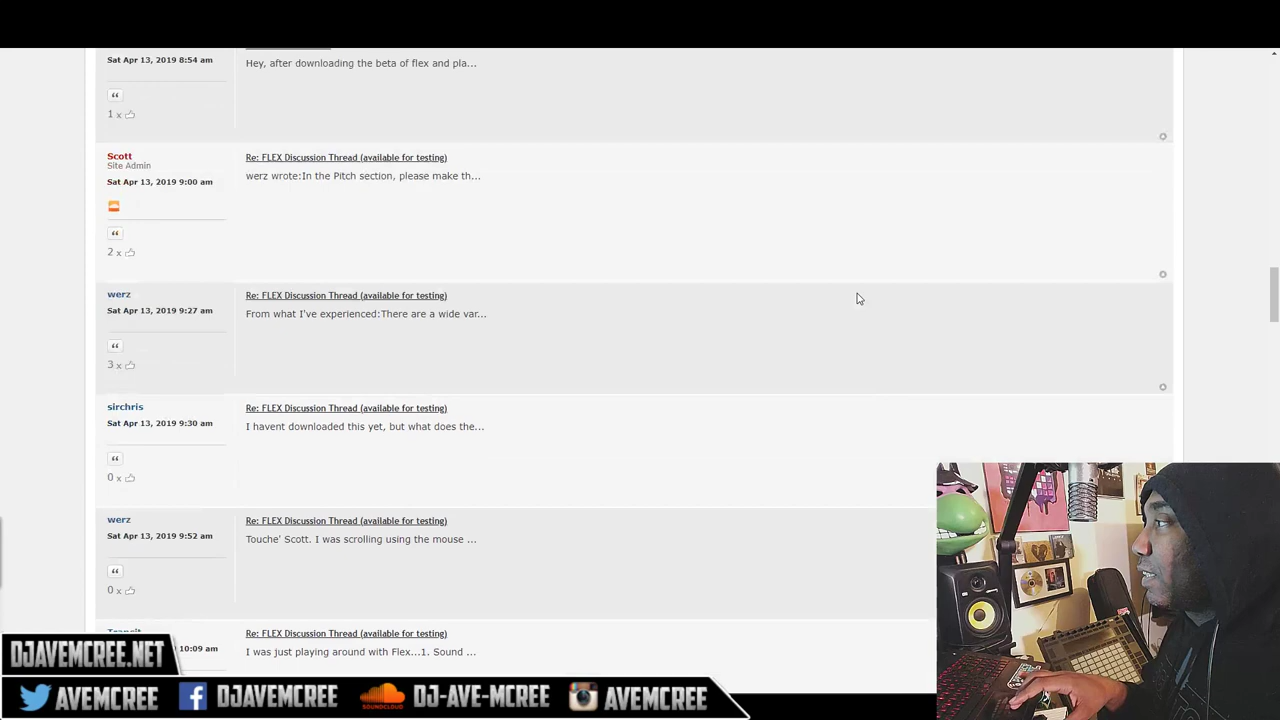 Sat Apr 13, 2019 8:54 am
Hey, after downloading the beta of flex and pla...
1 x
Scott
Site Admin
Sat Apr 13, 2019 9:00 am
Re: FLEX Discussion Thread (available for testing)
werz wrote:In the Pitch section, please make th...
2 x
werz
Sat Apr 13, 2019 9:27 am
Re: FLEX Discussion Thread (available for testing)
From what I've experienced:There are a wide var...
3 x
sirchris
Sat Apr 13, 2019 9:30 am
Re: FLEX Discussion Thread (available for testing)
I havent downloaded this yet, but what does the...
0 x
werz
Sat Apr 13, 2019 9:52 am
Re: FLEX Discussion Thread (available for testing)
Touche' Scott. I was scrolling using the mouse ...
0 x
Transit
10:09 am
Re: FLEX Discussion Thread (available for testing)
I was just playing around with Flex...1. Sound ...
DJAVEMCREE.NET
AVEMCREE
DJAVEMCREE
SOUNDCLOUD
DJ-AVE-MCREE
AVEMCREE